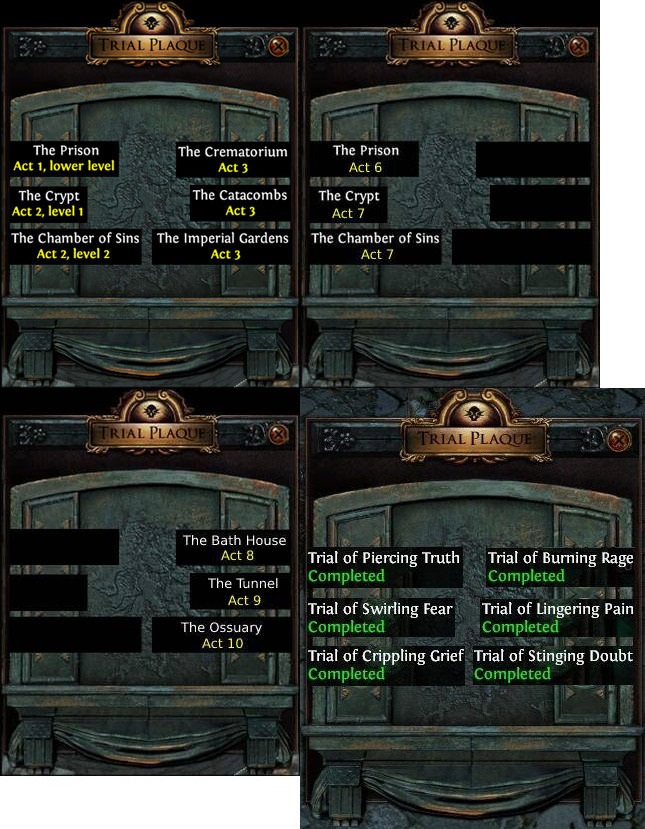 TRIAL PLAQUE
The Prison
Act 1, lower level
The Crypt
Act 2, level 1
The Chamber of Sins
Act 2, level 2
The Crematorium
Act 3
The Catacombs
Act 3
The Imperial Gardens
Act 3
TRIAL PLAQUE
The Prison
Act 6
The Crypt
Act 7
The Chamber of Sins
Act 7
TRIAL PLAQUE
The Bath House
Act 8
The Tunnel
Act 9
The Ossuary
Act 10
TRIAL PLAQUE
Trial of Piercing Truth
Completed
Trial of Swirling Fear
Completed
Trial of Crippling Grief
Completed
Trial of Burning Rage
Completed
Trial of Lingering Pain
Completed
Trial of Stinging Doubt
Completed